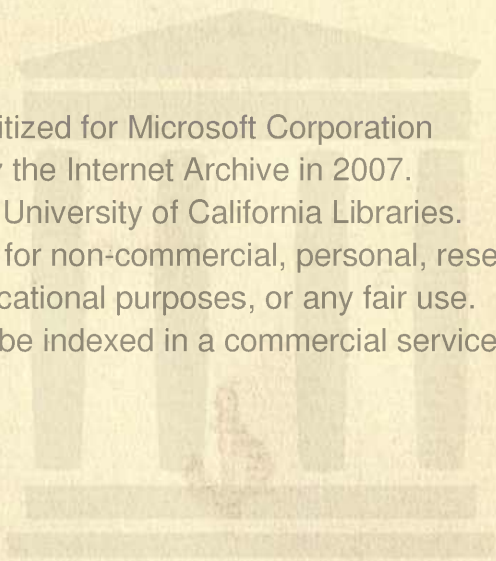 itized for Microsoft Corporation
the Internet Archive in 2007.
University of California Libraries.
for non-commercial, personal, rese
cational purposes, or any fair use.
be indexed in a commercial service